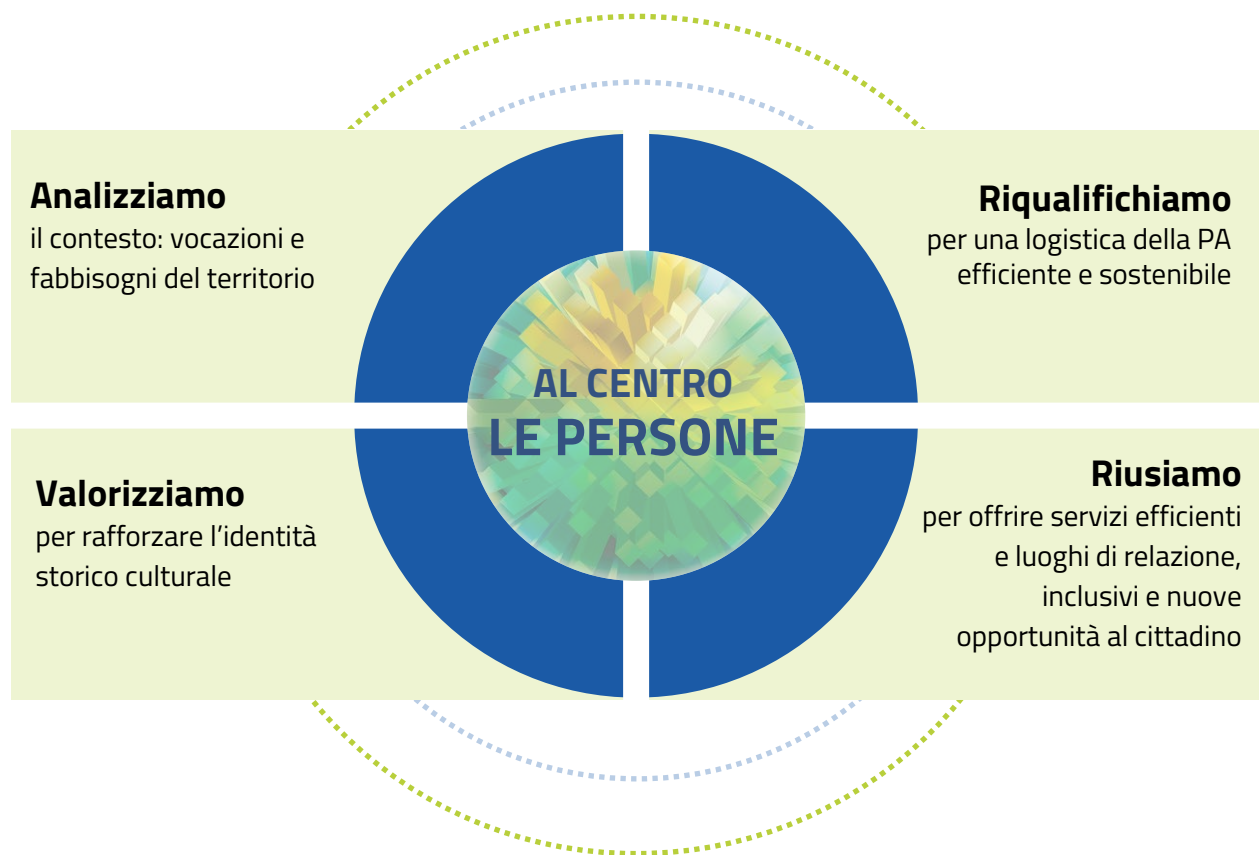 Analizziamo
il contesto: vocazioni e
fabbisogni del territorio
Riqualifichiamo
per una logistica della PA
efficiente e sostenibile
AL CENTRO
LE PERSONE
Valorizziamo
per rafforzare l’identità
storico culturale
Riusiamo
per offrire servizi efficienti
e luoghi di relazione,
inclusivi e nuove
opportunità al cittadino